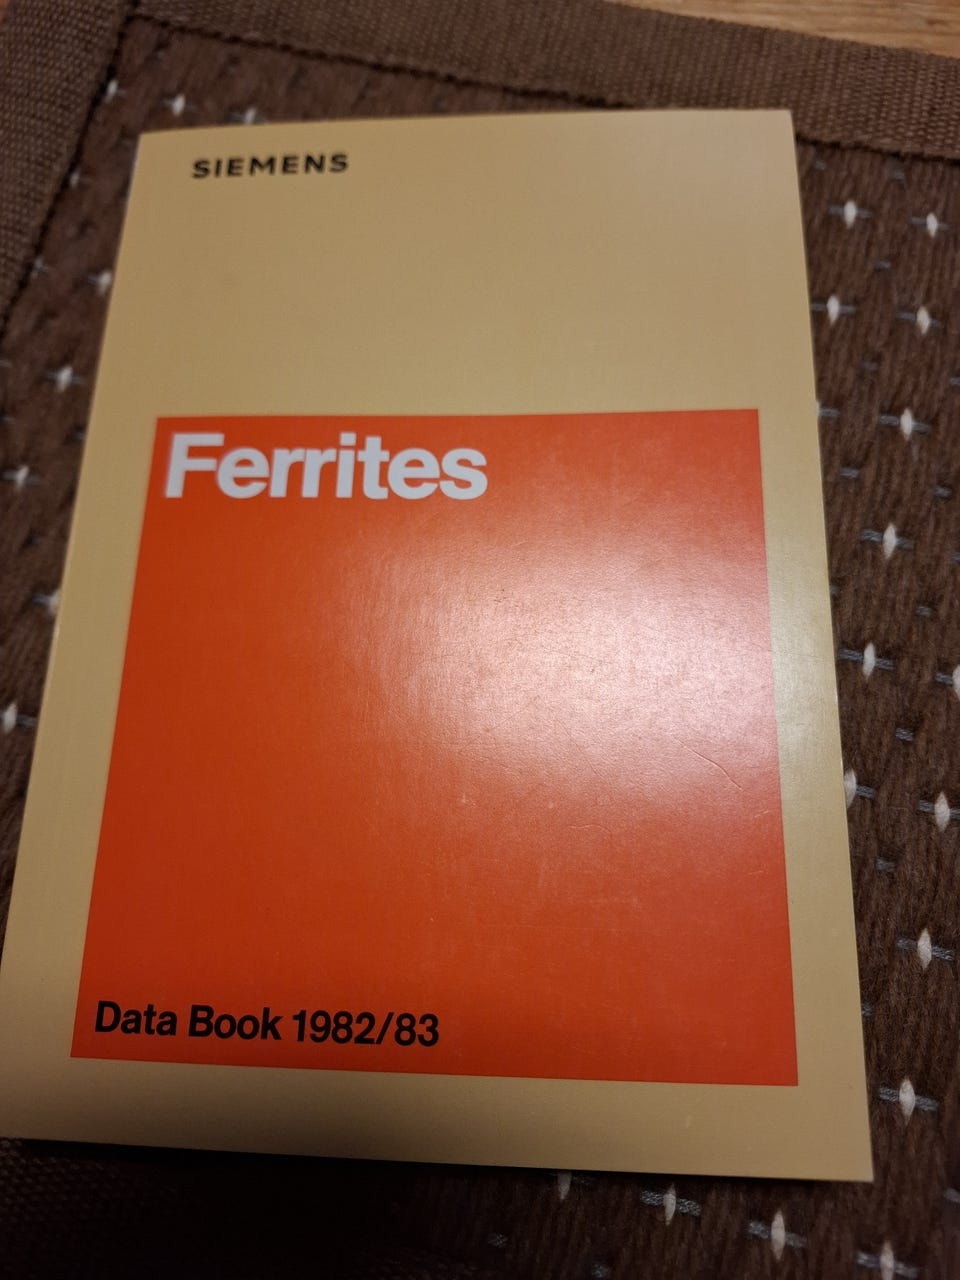 SIEMENS
Ferrites
Data Book 1982/83